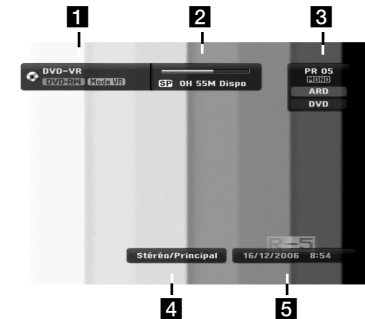 1 2 3
DVD-VR
DVD-RW Mode VR
SP 0H 55M Dispo
PR 05
MONO
ARD
DVD
R-5
Stéréo/Principal
16/12/2006 8:54
4 5